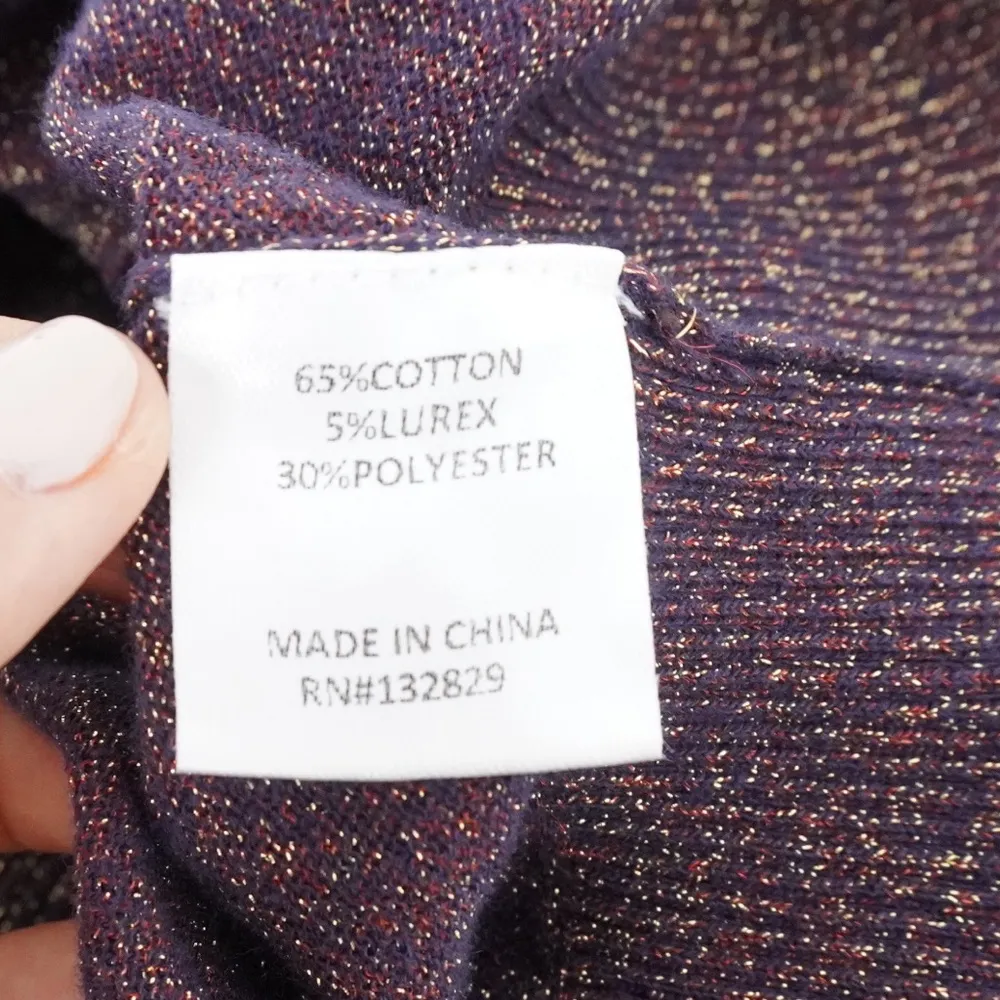 65%COTTON
5%LUREX
30%POLYESTER
MADE IN CHINA
RN#132829